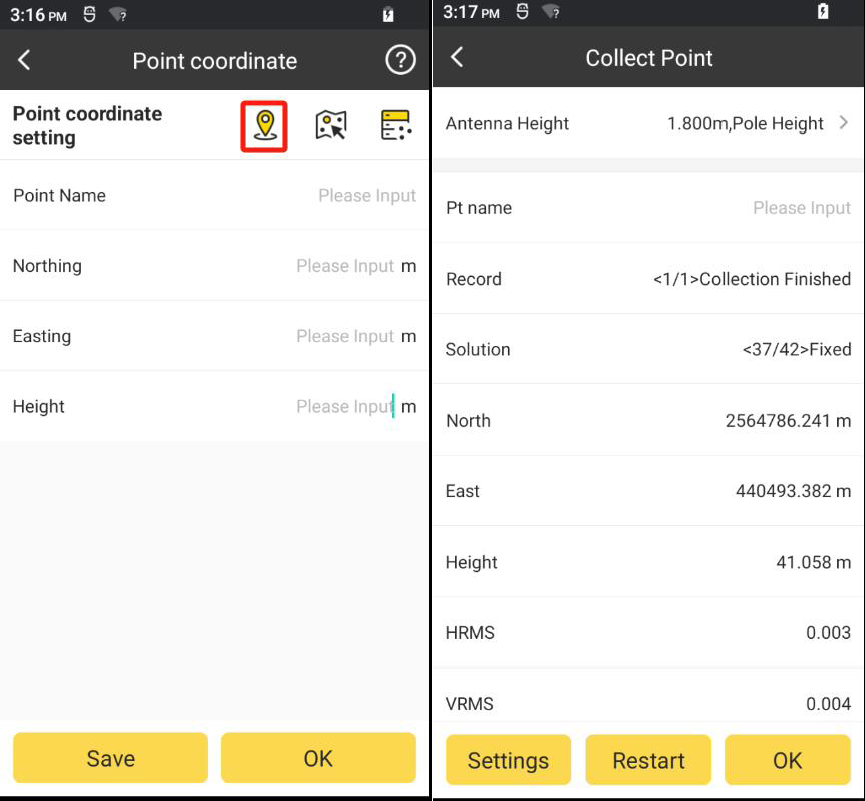 3:16 PM
Point coordinate
Point coordinate
setting
Point Name Please Input
Northing Please Input m
Easting Please Input m
Height Please Input m
Save OK
3:17 PM
Collect Point
Antenna Height 1.800m,Pole Height
Pt name Please Input
Record <1/1>Collection Finished
Solution <37/42>Fixed
North 2564786.241 m
East 440493.382 m
Height 41.058 m
HRMS 0.003
VRMS 0.004
Settings Restart OK